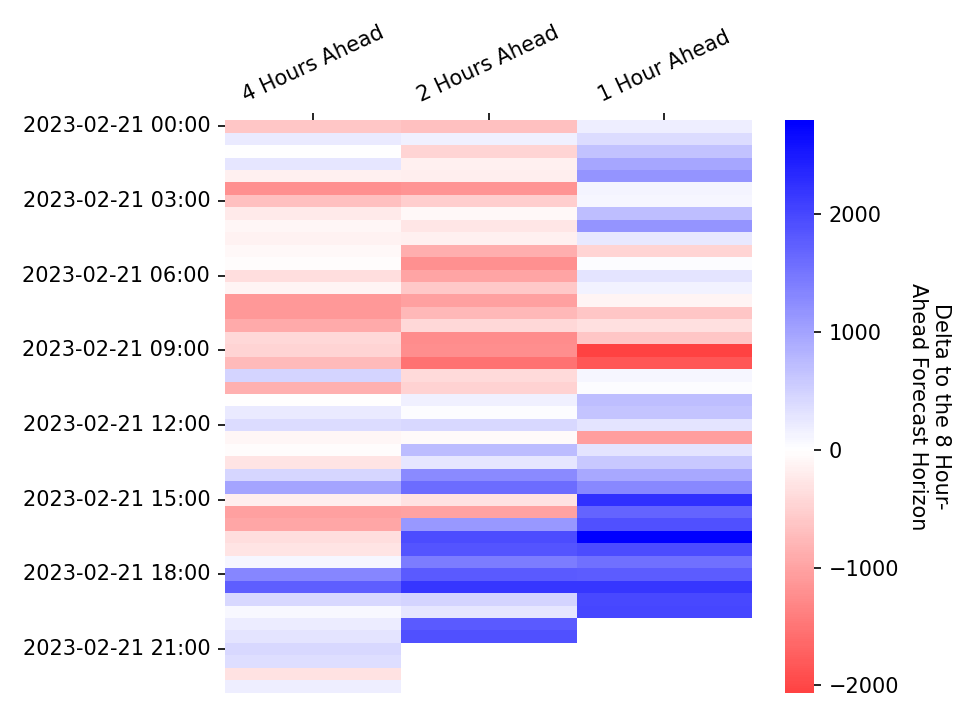 4 Hours Ahead
2 Hours Ahead
1 Hour Ahead
2023-02-21 00:00
2023-02-21 03:00
2023-02-21 06:00
2023-02-21 09:00
2023-02-21 12:00
2023-02-21 15:00
2023-02-21 18:00
2023-02-21 21:00
2000
1000
0
−1000
−2000
Delta to the 8 Hour-
Ahead Forecast Horizon